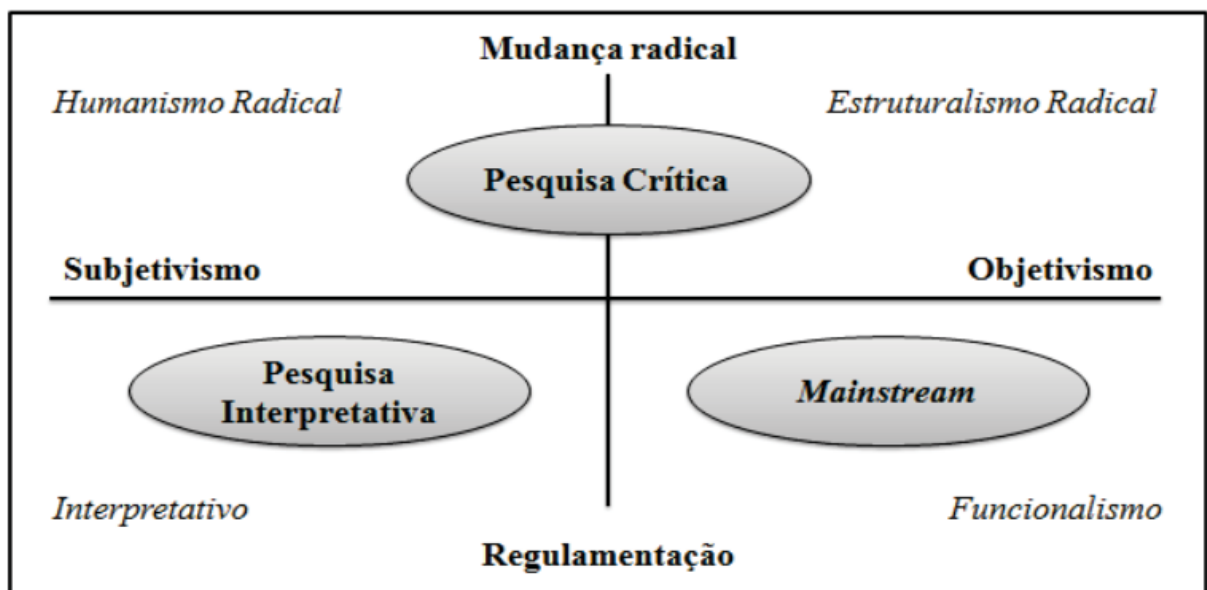 Mudança radical
Humanismo Radical
Estruturalismo Radical
Pesquisa Crítica
Subjetivismo
Objetivismo
Pesquisa
Interpretativa
Mainstream
Interpretativo
Funcionalismo
Regulamentação